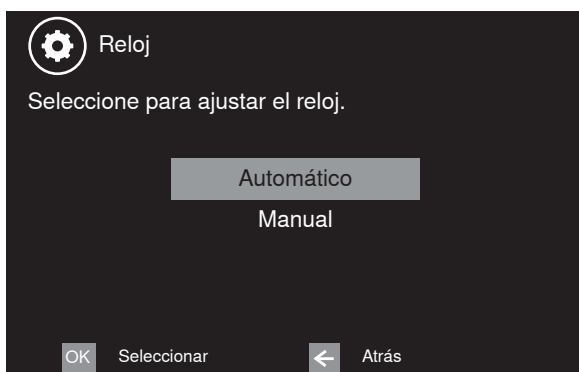 Reloj
Seleccione para ajustar el reloj.
Automático
Manual
OK Seleccionar Atrás